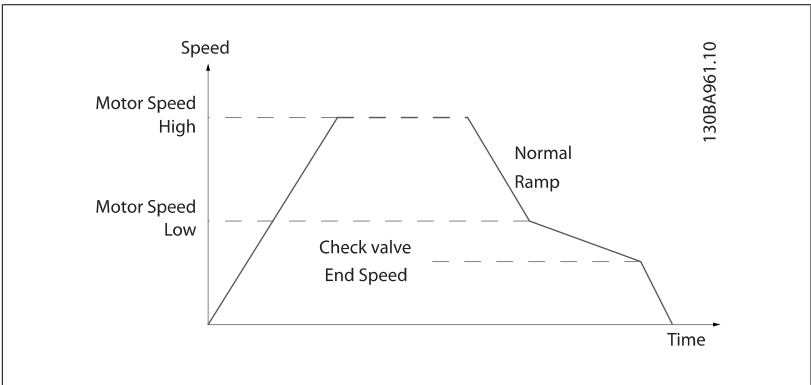 Speed
Motor Speed
High
130BA961.10
Normal
Ramp
Motor Speed
Low
Check valve
End Speed
Time